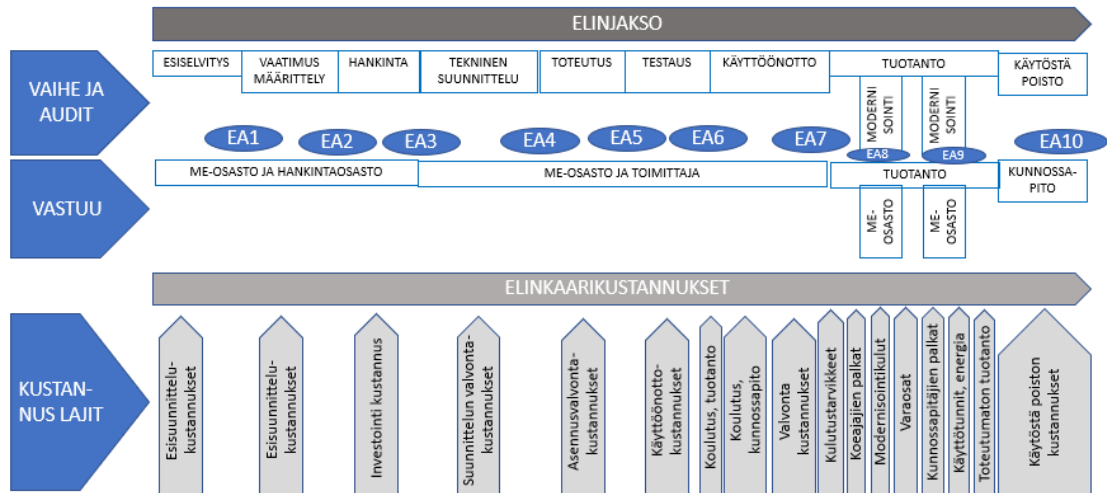 ELINJAKSO
VAIHE JA
AUDIT
ESISELVITYS
VAATIMUS
MÄÄRITTELY
HANKINTA
TEKNINEN
SUUNNITTELU
TOTEUTUS
TESTAUS
KÄYTTÖÖNOTTO
TUOTANTO
KÄYTÖSTÄ
POISTO
MODERNI
SOINTI
MODERNI
SOINTI
EA1
EA2
EA3
EA4
EA5
EA6
EA7
EA8
EA9
EA10
VASTUU
ME-OSASTO JA HANKINTAOSASTO
ME-OSASTO JA TOIMITTAJA
TUOTANTO
KUNNOSSA-
PITO
ME-
OSASTO
ME-
OSASTO
ELINKAARIKUSTANNUKSET
KUSTAN-
NUS LAJIT
Esisuunnittelu-
kustannukset
Esisuunnittelu-
kustannukset
Investointi kustannus
Suunnittelun valvonta-
kustannukset
Asennusvalvonta-
kustannukset
Käyttöönotto-
kustannukset
Koulutus, tuotanto
Koulutus,
kunnossapito
Valvonta
kustannukset
Kulutustarvikkeet
Koeajajien palkat
Modernisointikulut
Varaosat
Kunnossapitäjien palkat
Käyttötunnit, energia
Toteutumaton tuotanto
Käytöstä poiston
kustannukset